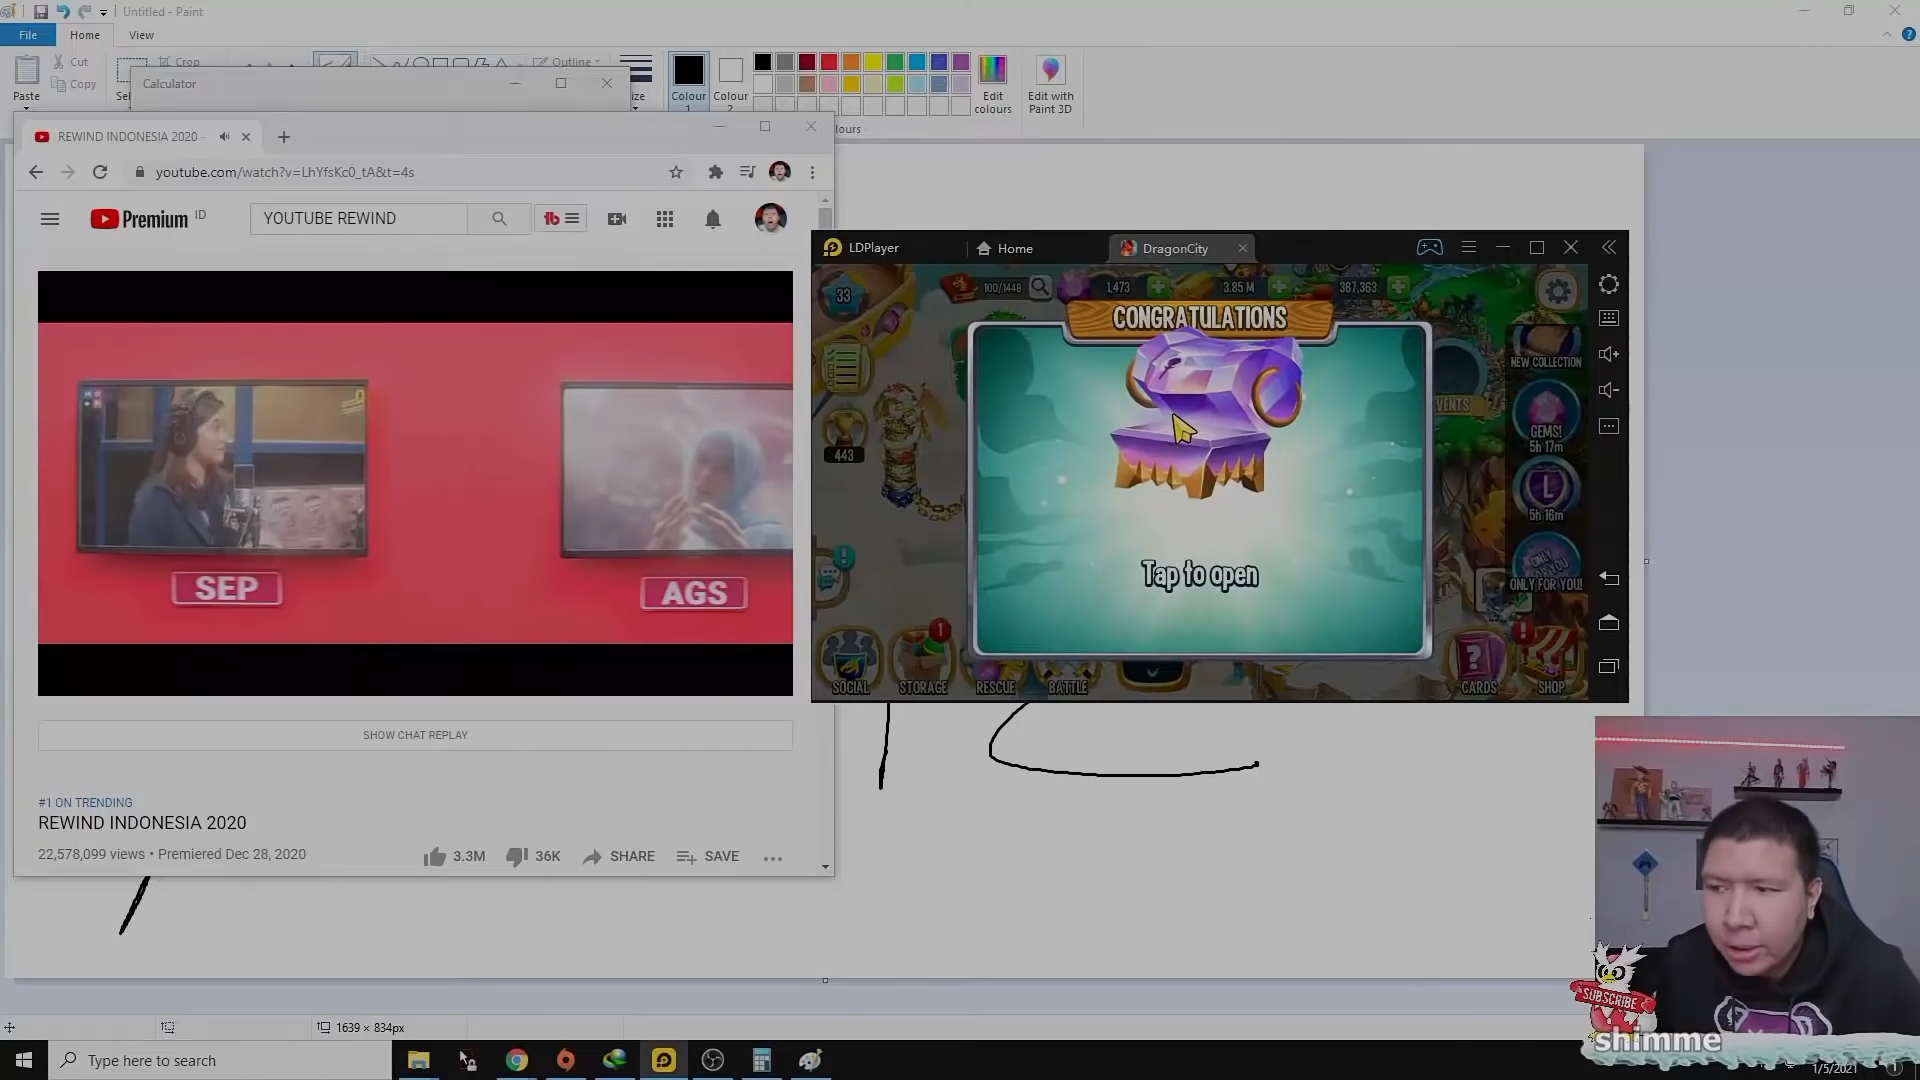 Untitled - Paint
File
Home
View
Paste
Cut
Copy
Crop
Outline
Colour 1
Colour 2
Edit colours
Edit with Paint 3D
Calculator
REWIND INDONESIA 2020 -
youtube.com/watch?v=LhYfsKc0_tA&t=4s
Premium ID
YOUTUBE REWIND
SEP
AGS
SHOW CHAT REPLAY
#1 ON TRENDING
REWIND INDONESIA 2020
22,578,099 views • Premiered Dec 28, 2020
3.3M
36K
SHARE
SAVE
LDPlayer
Home
DragonCity
33
100/1449
1,473
3.85 M
367,363
CONGRATULATIONS
Tap to open
443
NEW COLLECTION
GEMS!
5h 17m
L
5h 16m
ONLY FOR YOU!
SOCIAL
STORAGE
1
RESCUE
BATTLE
CARDS
SHOP
SUBSCRIBE
shimme
1639 × 834px
Type here to search
1/5/2021